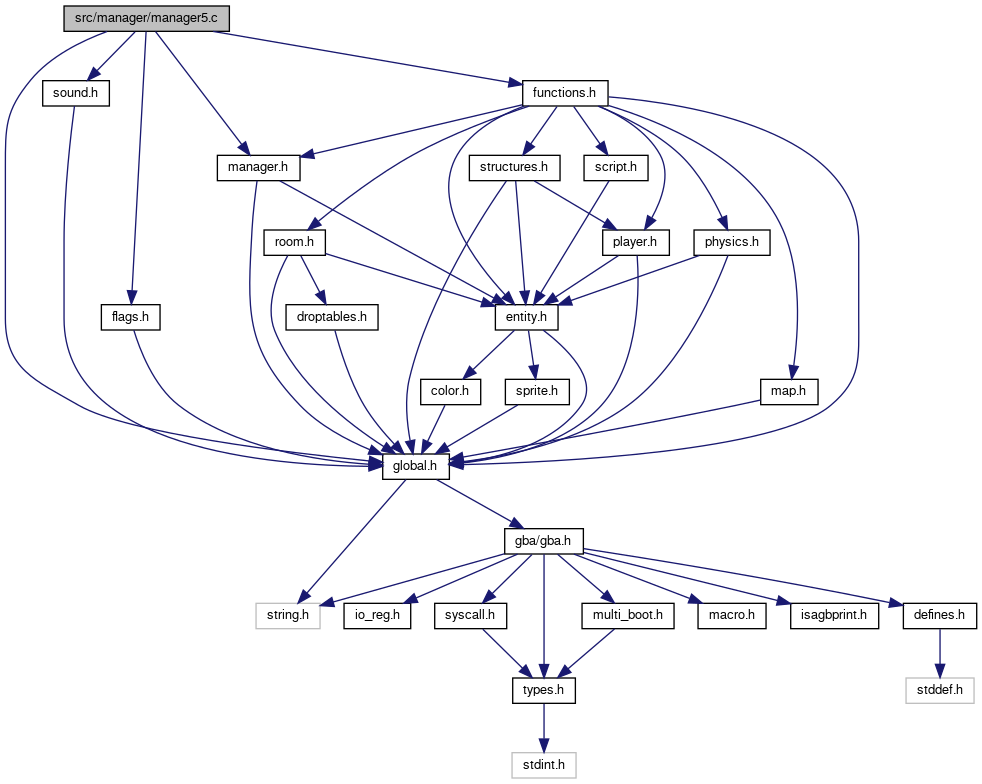 src/manager/manager5.c
sound.h
functions.h
manager.h
structures.h
script.h
room.h
player.h
physics.h
flags.h
droptables.h
entity.h
color.h
sprite.h
map.h
global.h
gba/gba.h
string.h
io_reg.h
syscall.h
multi_boot.h
macro.h
isagbprint.h
defines.h
types.h
stddef.h
stdint.h